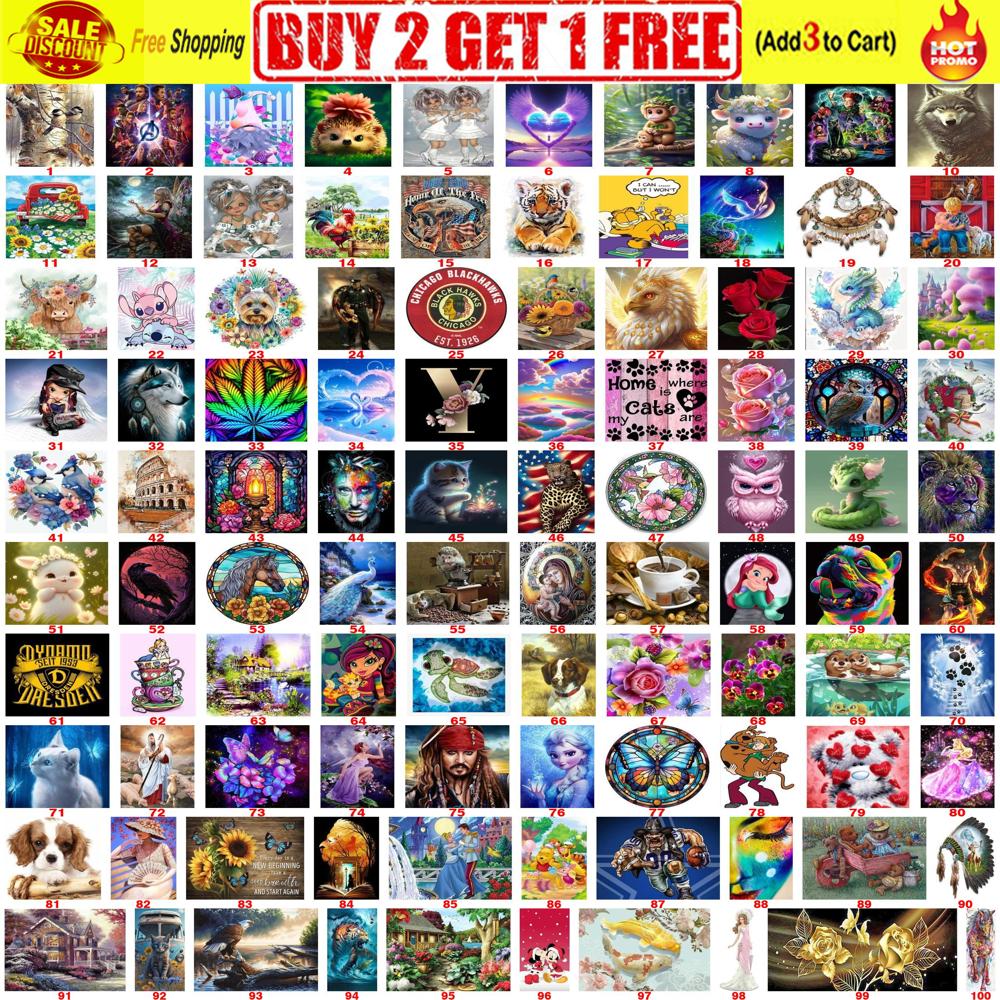 SALE
DISCOUNT
Free Shopping
BUY 2 GET 1 FREE
(Add 3 to Cart)
HOT
PROMO
1 2 3 4 5 6 7 8 9 10
I CAN ......
BUT I WON'T
Home Of The Free
11 12 13 14 15 16 17 18 19 20
CHICAGO BLACKHAWKS
BLACK HAWKS
CHICAGO
EST. 1926
21 22 23 24 25 26 27 28 29 30
Y
Home where
is
my Cats are
31 32 33 34 35 36 37 38 39 40
41 42 43 44 45 46 47 48 49 50
51 52 53 54 55 56 57 58 59 60
DYNAMO
SEIT 1953
D
DRESDEN
61 62 63 64 65 66 67 68 69 70
71 72 73 74 75 76 77 78 79 80
Every day is a
NEW BEGINNING
take a
AND START AGAIN
81 82 83 84 85 86 87 88 89 90
91 92 93 94 95 96 97 98 99 100